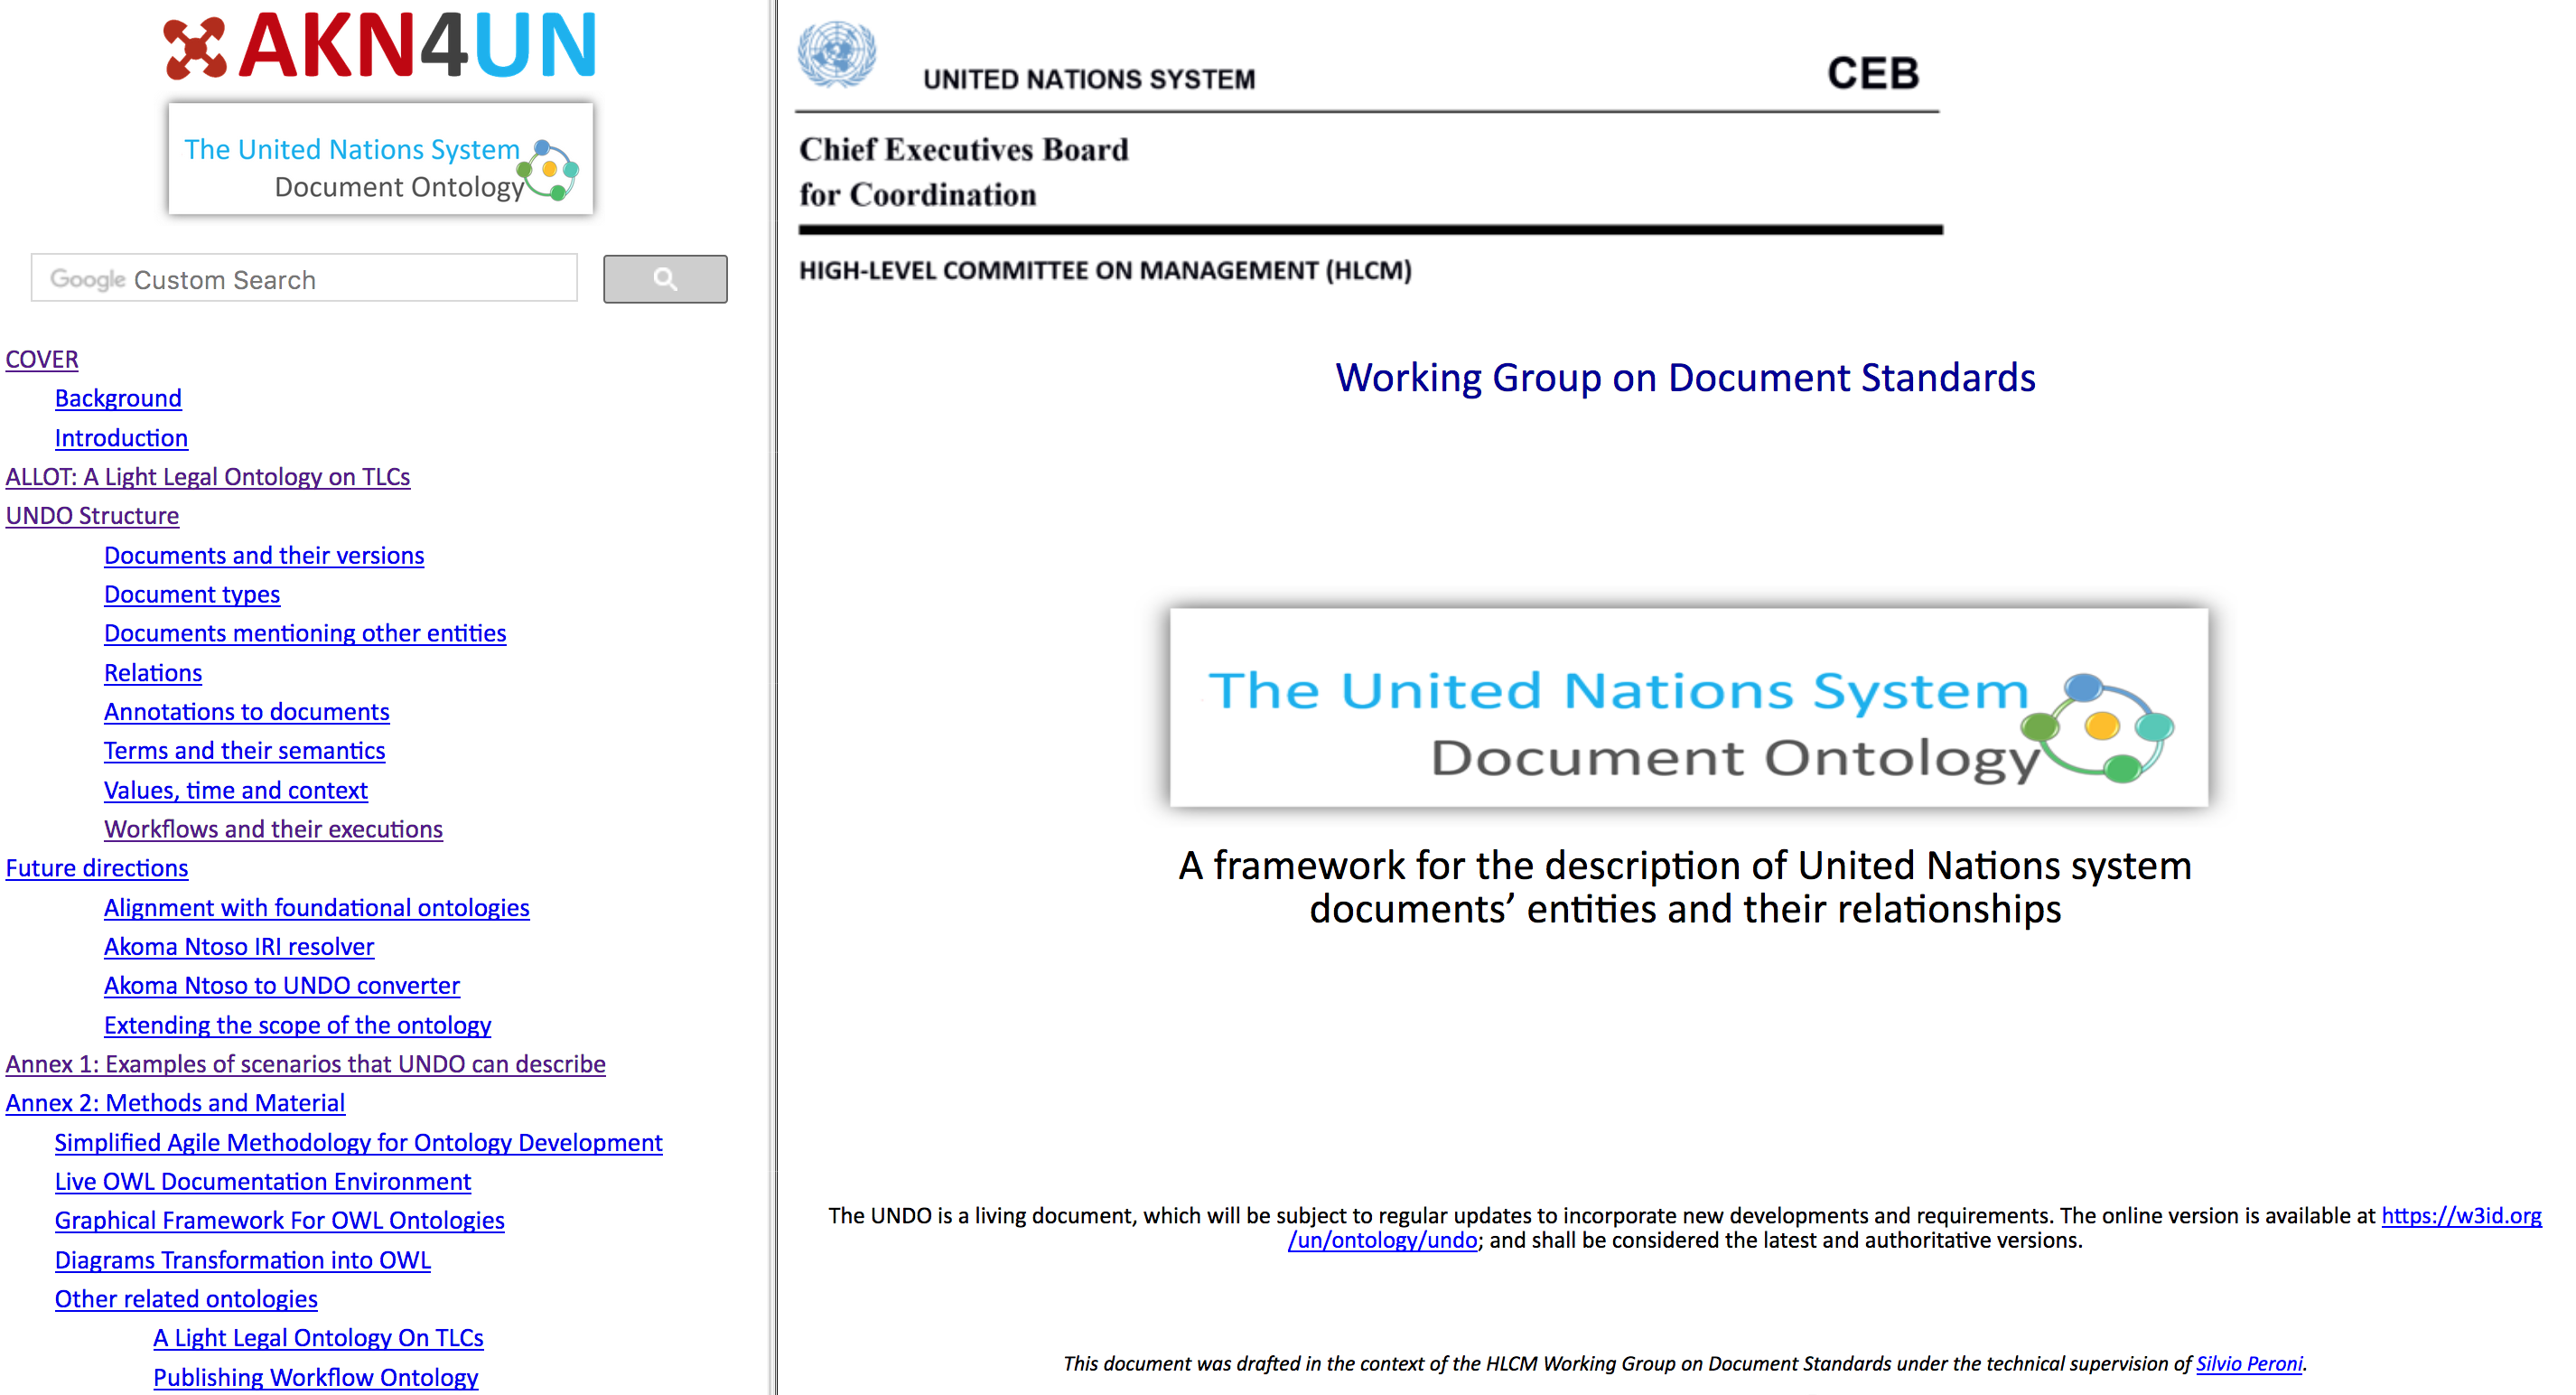 AKN4UN
The United Nations System
Document Ontology
Google Custom Search
COVER
Background
Introduction
ALLOT: A Light Legal Ontology on TLCs
UNDO Structure
Documents and their versions
Document types
Documents mentioning other entities
Relations
Annotations to documents
Terms and their semantics
Values, time and context
Workflows and their executions
Future directions
Alignment with foundational ontologies
Akoma Ntoso IRI resolver
Akoma Ntoso to UNDO converter
Extending the scope of the ontology
Annex 1: Examples of scenarios that UNDO can describe
Annex 2: Methods and Material
Simplified Agile Methodology for Ontology Development
Live OWL Documentation Environment
Graphical Framework For OWL Ontologies
Diagrams Transformation into OWL
Other related ontologies
A Light Legal Ontology On TLCs
Publishing Workflow Ontology
UNITED NATIONS SYSTEM
CEB
Chief Executives Board
for Coordination
HIGH-LEVEL COMMITTEE ON MANAGEMENT (HLCM)
Working Group on Document Standards
The United Nations System
Document Ontology
A framework for the description of United Nations system
documents’ entities and their relationships
The UNDO is a living document, which will be subject to regular updates to incorporate new developments and requirements. The online version is available at https://w3id.org
/un/ontology/undo; and shall be considered the latest and authoritative versions.
This document was drafted in the context of the HLCM Working Group on Document Standards under the technical supervision of Silvio Peroni.